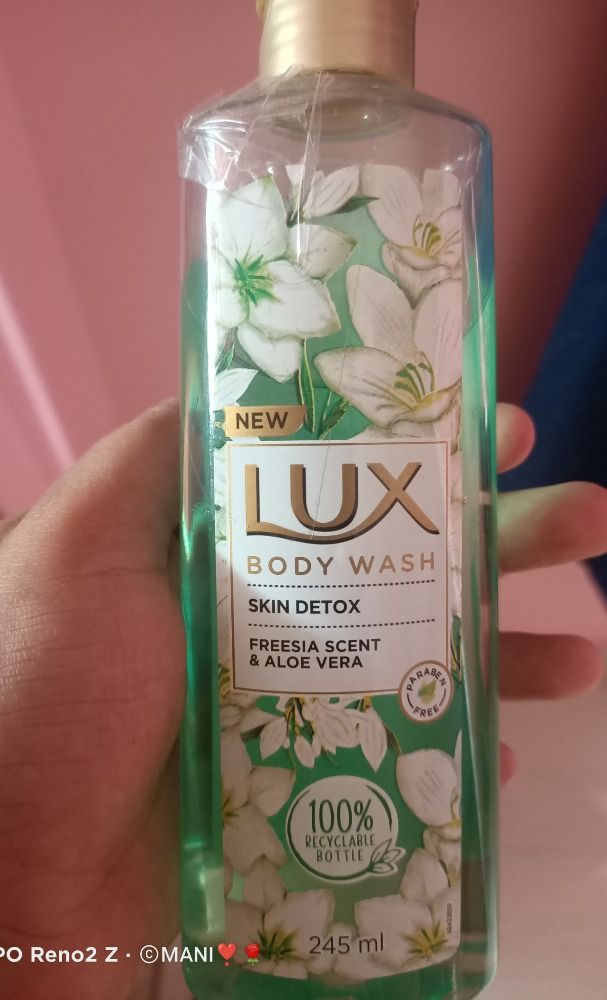 NEW
LUX
BODY WASH
SKIN DETOX
FREESIA SCENT
& ALOE VERA
PARABEN
FREE
100%
RECYCLABLE
BOTTLE
245 ml
PO Reno2 Z · ©MANI❤️🌹